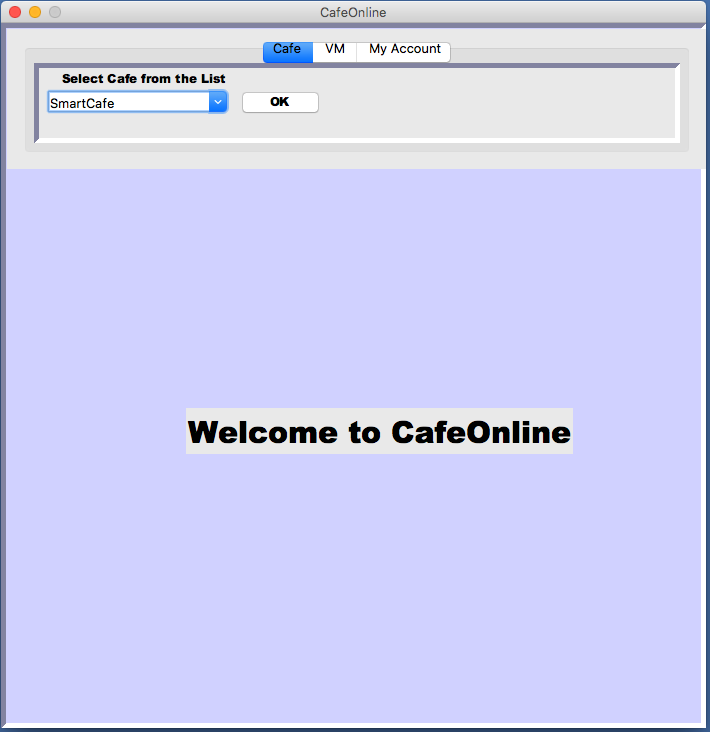 CafeOnline
Cafe VM My Account
Select Cafe from the List
SmartCafe OK
Welcome to CafeOnline